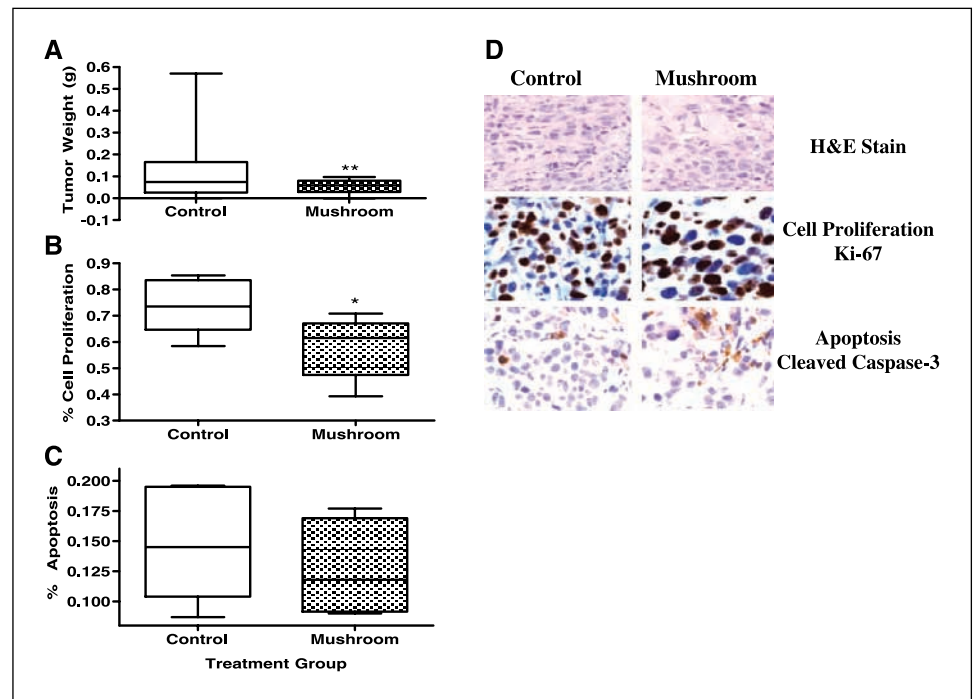 A
Tumor Weight (g)
0.6
0.5
0.4
0.3
0.2
0.1
0.0
-0.1
**
Control Mushroom
B
% Cell Proliferation
0.9
0.8
0.7
0.6
0.5
0.4
0.3
*
Control Mushroom
C
% Apoptosis
0.200
0.175
0.150
0.125
0.100
Control Mushroom
Treatment Group
D
Control Mushroom
H&E Stain
Cell Proliferation
Ki-67
Apoptosis
Cleaved Caspase-3